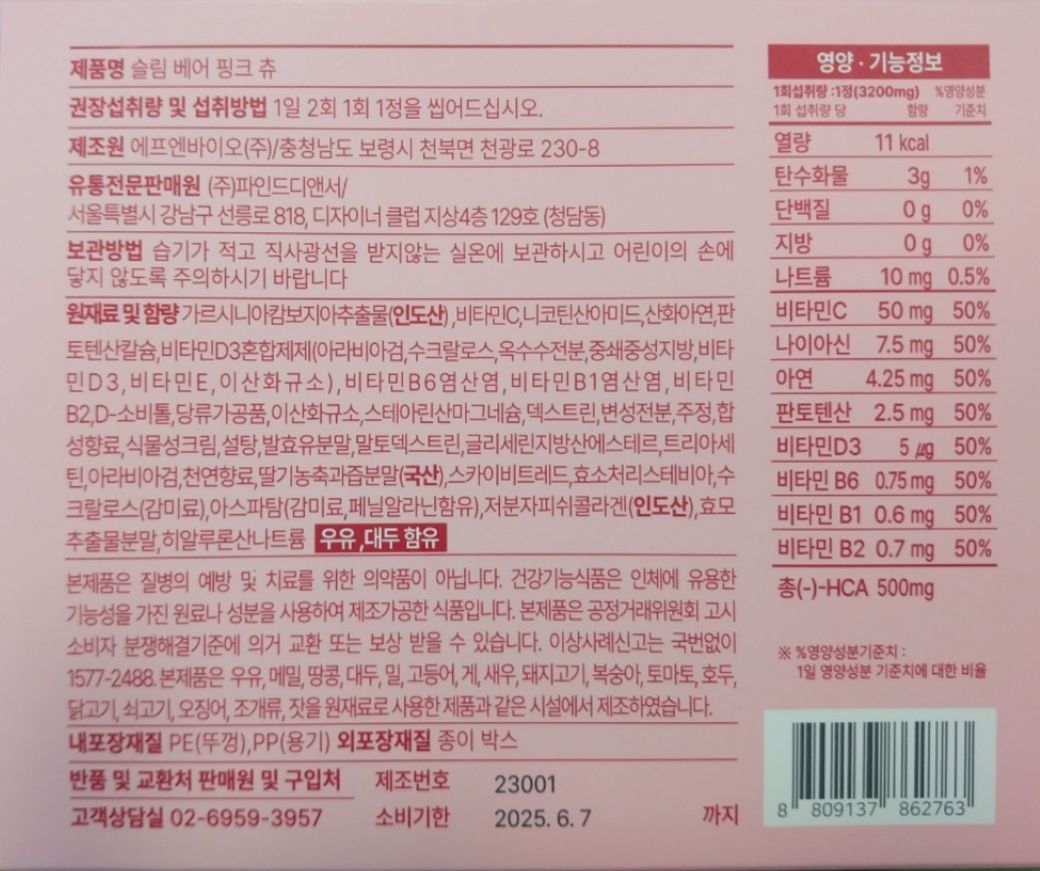 제품명 슬림 베어 핑크 츄
권장섭취량 및 섭취방법 1일 2회 1회 1정을 씹어드십시오.
제조원 에프엔바이오(주)/충청남도 보령시 천북면 천광로 230-8
유통전문판매원 (주)파인드디앤서/
서울특별시 강남구 선릉로 818, 디자이너 클럽 지상4층 129호 (청담동)
보관방법 습기가 적고 직사광선을 받지않는 실온에 보관하시고 어린이의 손에
닿지 않도록 주의하시기 바랍니다
원재료 및 함량 가르시니아캄보지아추출물(인도산) ,비타민C,니코틴산아미드,산화아연,판
토텐산칼슘,비타민D3혼합제제(아라비아검,수크랄로스,옥수수전분,중쇄중성지방,비타
민D3,비타민E,이산화규소),비타민B6염산염,비타민B1염산염,비타민
B2,D-소비톨,당류가공품,이산화규소,스테아린산마그네슘,덱스트린,변성전분,주정,합
성향료,식물성크림,설탕,발효유분말,말토덱스트린,글리세린지방산에스테르,트리아세
틴,아라비아검,천연향료,딸기농축과즙분말(국산),스카이비트레드,효소처리스테비아,수
크랄로스(감미료),아스파탐(감미료,페닐알라닌함유),저분자피쉬콜라겐(인도산),효모
추출물분말,히알루론산나트륨 우유,대두 함유
본제품은 질병의 예방 및 치료를 위한 의약품이 아닙니다. 건강기능식품은 인체에 유용한
기능성을 가진 원료나 성분을 사용하여 제조가공한 식품입니다. 본제품은 공정거래위원회 고시
소비자 분쟁해결기준에 의거 교환 또는 보상 받을 수 있습니다. 이상사례신고는 국번없이
1577-2488. 본제품은 우유, 메밀, 땅콩, 대두, 밀, 고등어, 게, 새우, 돼지고기, 복숭아, 토마토, 호두,
닭고기, 쇠고기, 오징어, 조개류, 잣을 원재료로 사용한 제품과 같은 시설에서 제조하였습니다.
내포장재질 PE(뚜껑),PP(용기) 외포장재질 종이 박스
반품 및 교환처 판매원 및 구입처 제조번호 23001
고객상담실 02-6959-3957 소비기한 2025. 6. 7 까지
영양 · 기능정보
1회섭취량 :1정(3200mg) %영양성분
1회 섭취량 당 함량 기준치
열량 11 kcal
탄수화물 3g 1%
단백질 0 g 0%
지방 0 g 0%
나트륨 10 mg 0.5%
비타민C 50 mg 50%
나이아신 7.5 mg 50%
아연 4.25 mg 50%
판토텐산 2.5 mg 50%
비타민D3 5 ㎍ 50%
비타민 B6 0.75 mg 50%
비타민 B1 0.6 mg 50%
비타민 B2 0.7 mg 50%
총(-)-HCA 500mg
※ %영양성분기준치 :
1일 영양성분 기준치에 대한 비율
8 809137 862763